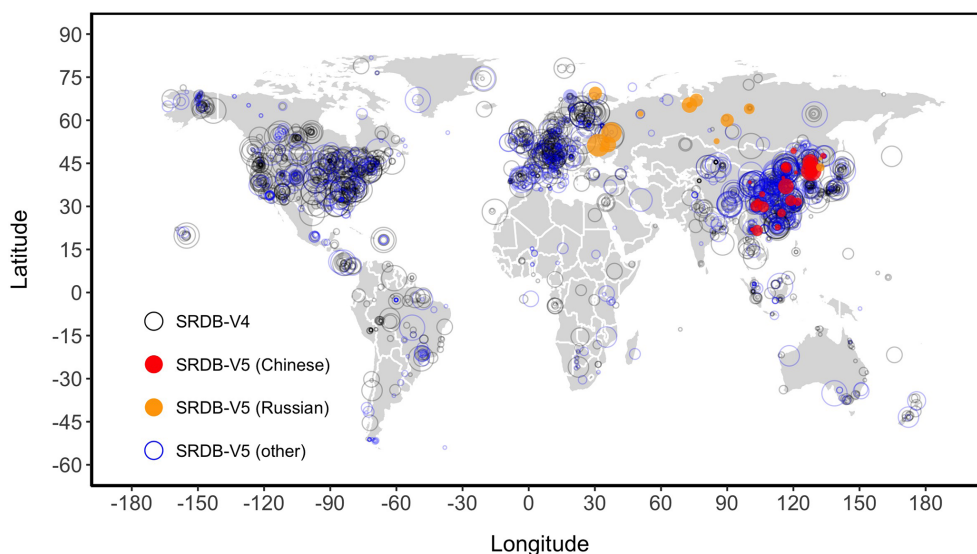 90
75
60
45
30
15
0
-15
-30
-45
-60
Latitude
SRDB-V4
SRDB-V5 (Chinese)
SRDB-V5 (Russian)
SRDB-V5 (other)
-180 -150 -120 -90 -60 -30 0 30 60 90 120 150 180
Longitude